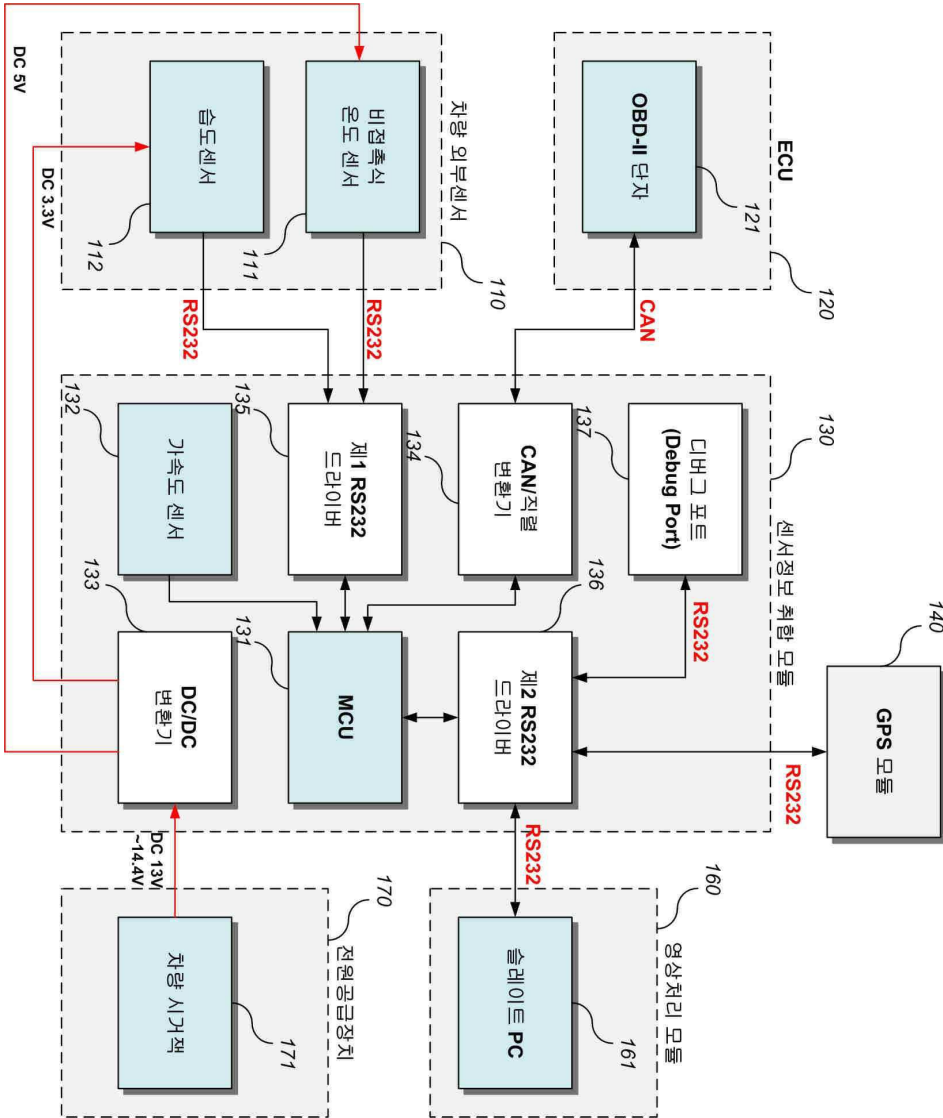 140
GPS 모듈
RS232
ECU
120
130
센서정보 취합 모듈
OBD-II 단자
121
CAN
디버그 포트
(Debug Port)
137
RS232
160
영상처리 모듈
CAN/직렬
변환기
134
제2 RS232
드라이버
136
RS232
슬레이트 PC
161
차량 외부센서
110
비접촉식
온도 센서
111
RS232
제1 RS232
드라이버
135
MCU
131
170
전원공급장치
습도센서
112
RS232
가속도 센서
132
DC/DC
변환기
133
DC 13V
~14.4V
차량 시거잭
171
DC 3.3V
DC 5V